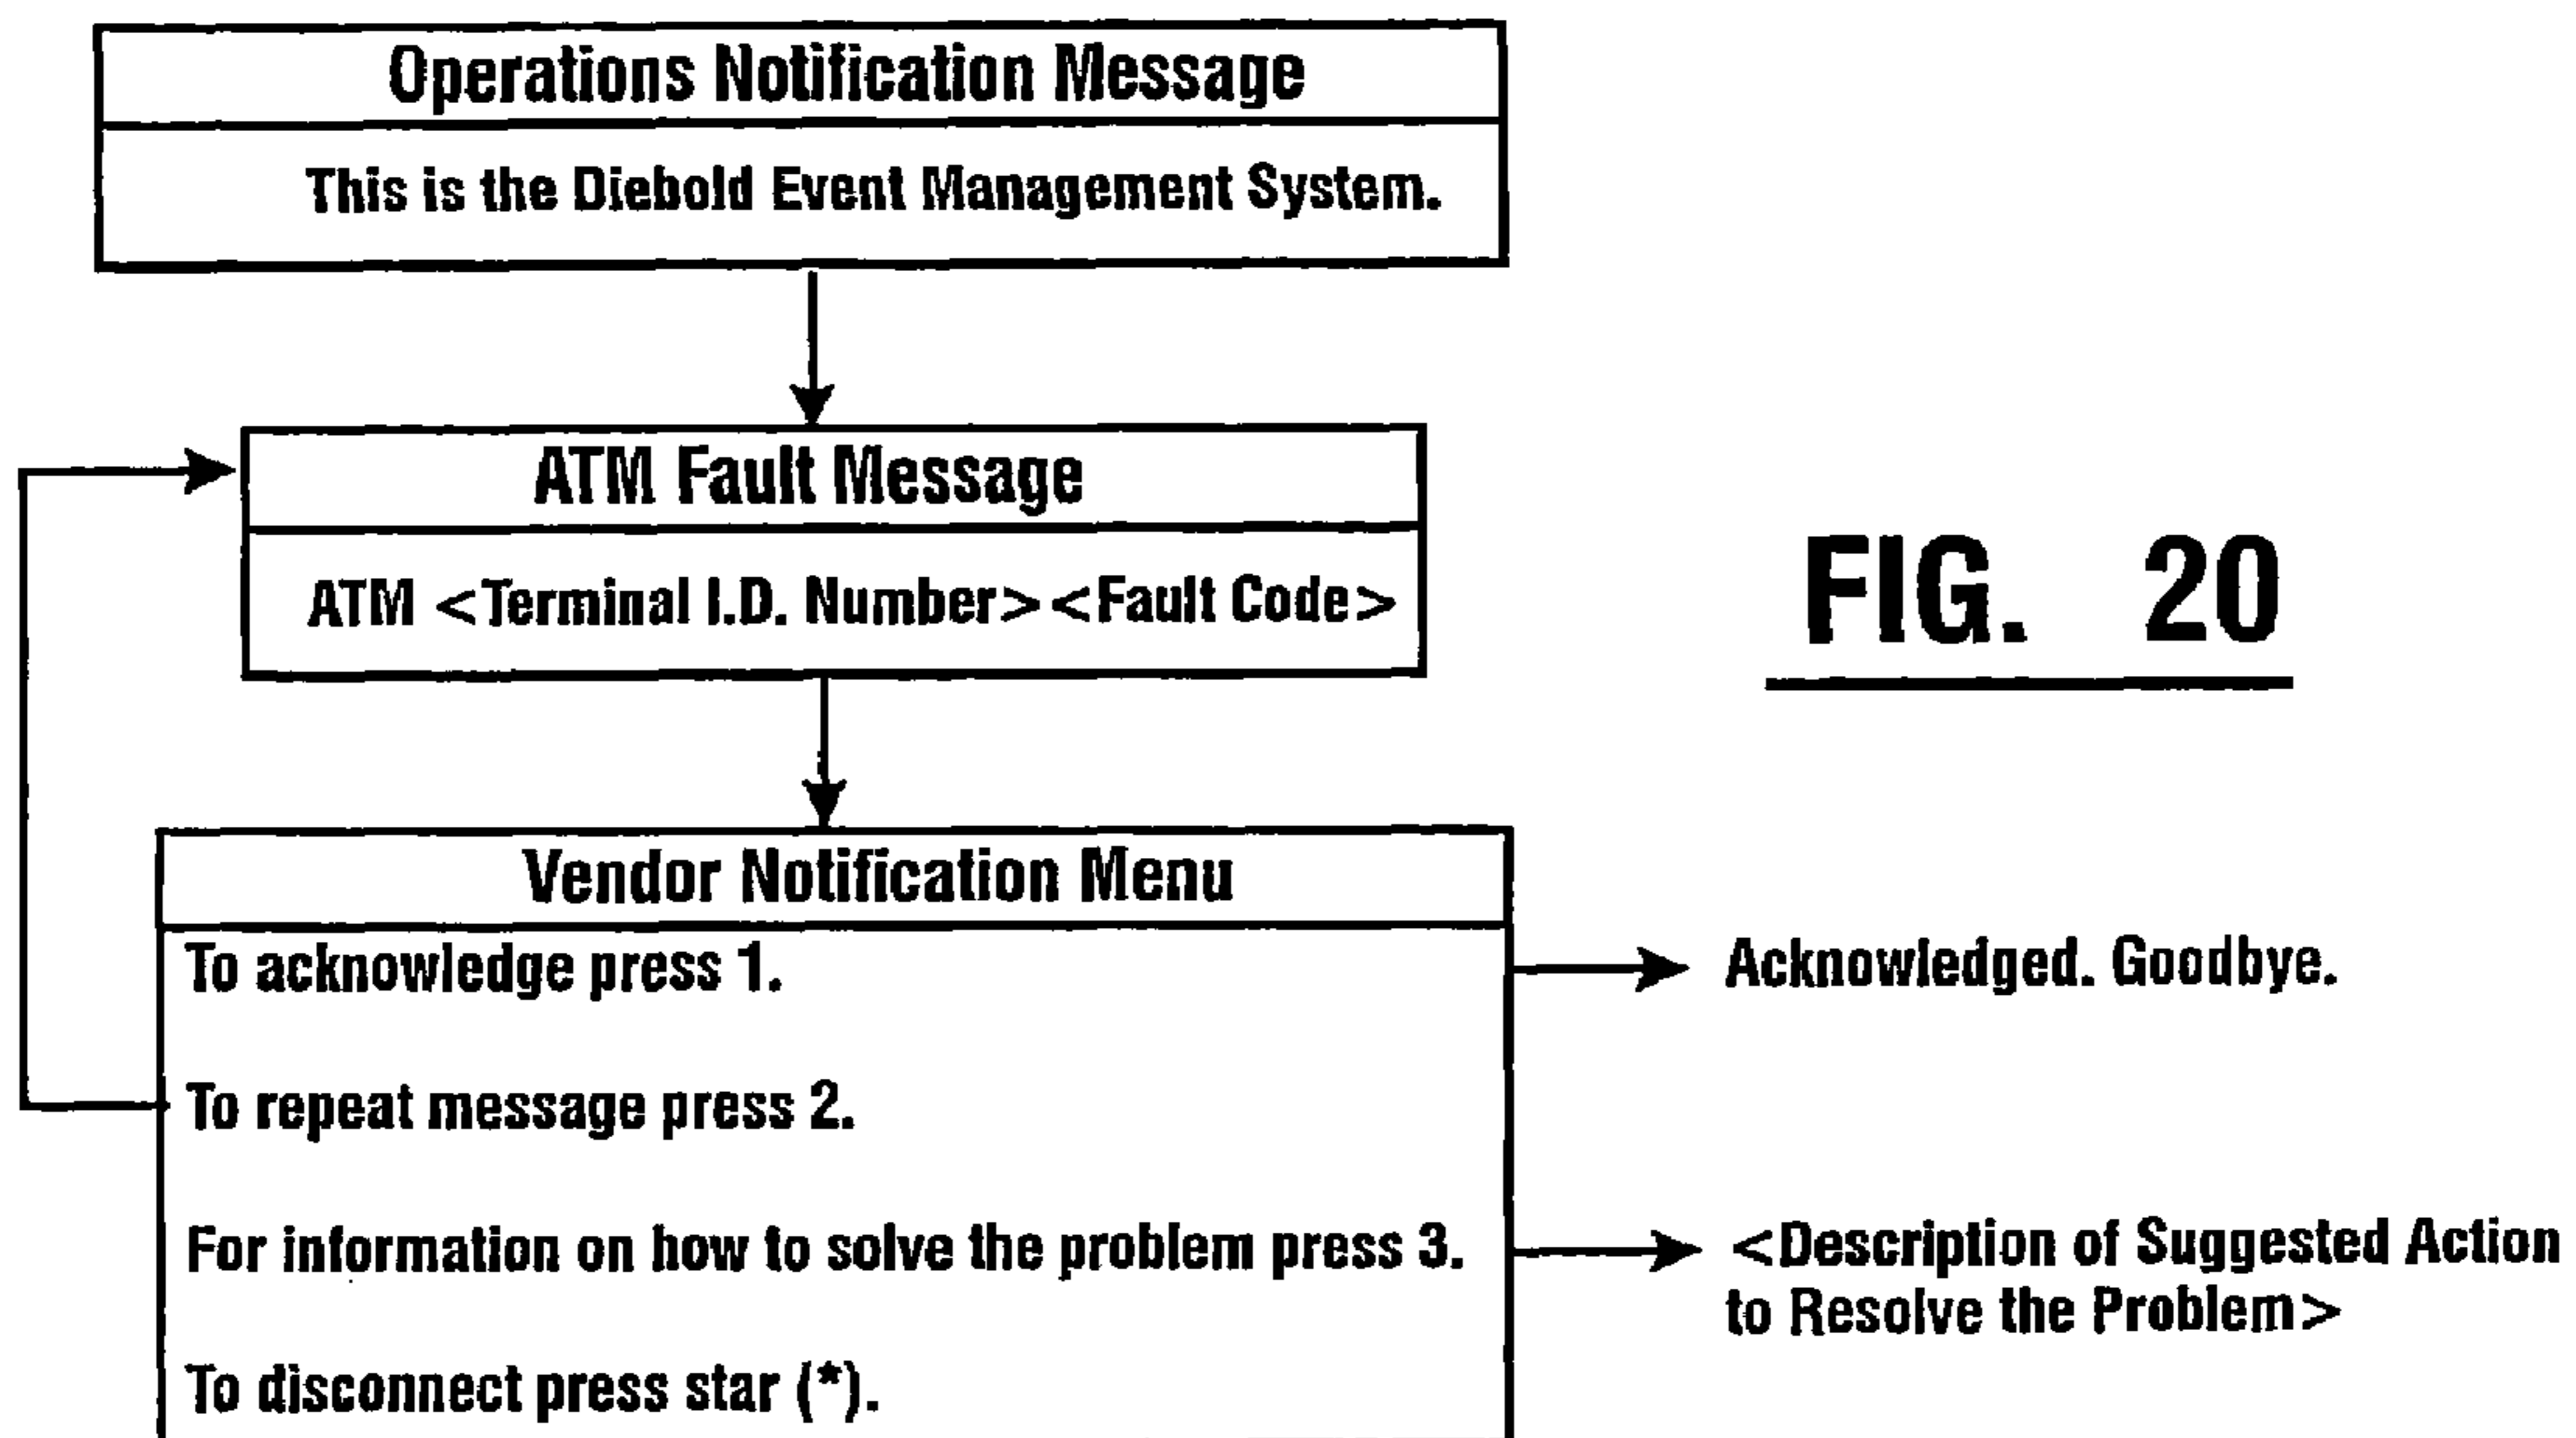 Operations Notification Message
This is the Diebold Event Management System.
ATM Fault Message
ATM <Terminal I.D. Number><Fault Code>
FIG. 20
Vendor Notification Menu
To acknowledge press 1.
Acknowledged. Goodbye.
To repeat message press 2.
For information on how to solve the problem press 3.
<Description of Suggested Action
to Resolve the Problem>
To disconnect press star (*).